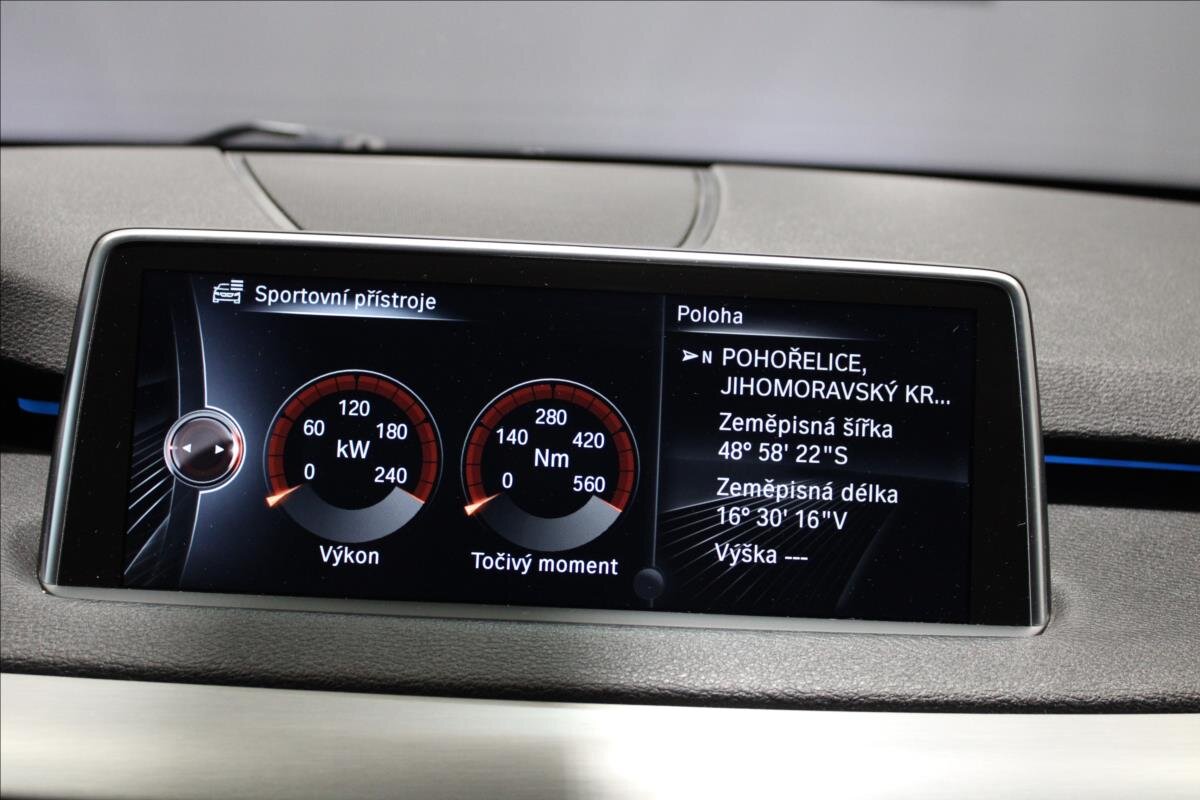 Sportovní přístroje
120
60
180
kW
0
240
Výkon
280
140
420
Nm
0
560
Točivý moment
Poloha
N POHOŘELICE,
JIHOMORAVSKÝ KR...
Zeměpisná šířka
48° 58' 22"S
Zeměpisná délka
16° 30' 16"V
Výška ---